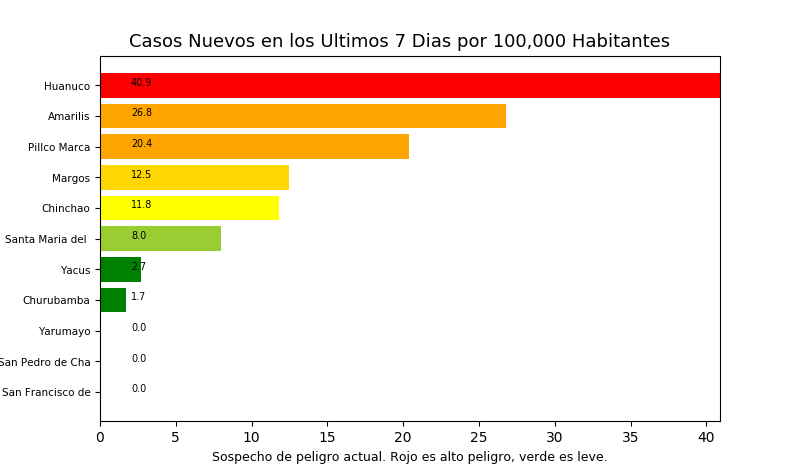 Casos Nuevos en los Ultimos 7 Dias por 100,000 Habitantes
Huanuco 40.9
Amarilis 26.8
Pillco Marca 20.4
Margos 12.5
Chinchao 11.8
Santa Maria del 8.0
Yacus 2.7
Churubamba 1.7
Yarumayo 0.0
San Pedro de Cha 0.0
San Francisco de 0.0
0 5 10 15 20 25 30 35 40
Sospecho de peligro actual. Rojo es alto peligro, verde es leve.